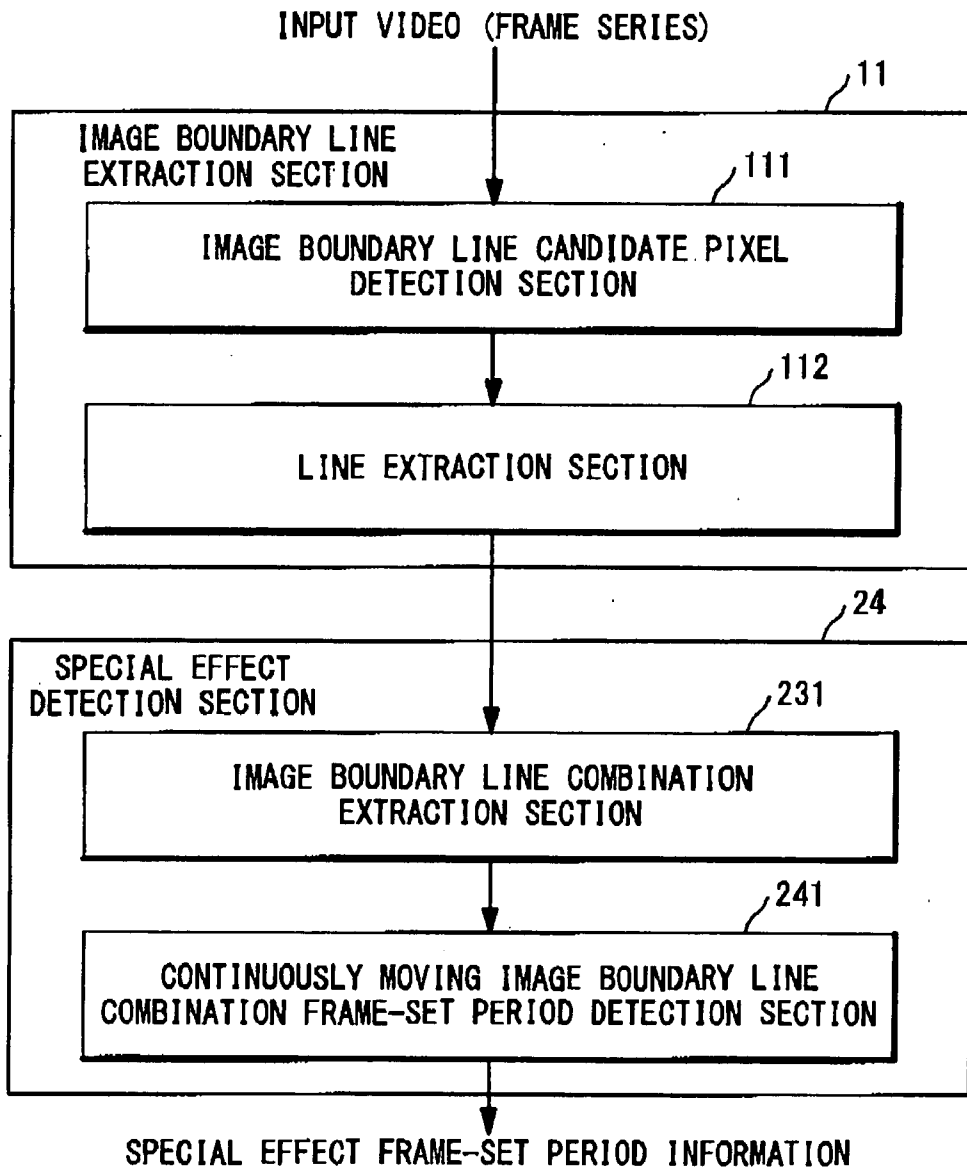 INPUT VIDEO (FRAME SERIES)
11
IMAGE BOUNDARY LINE
EXTRACTION SECTION
111
IMAGE BOUNDARY LINE CANDIDATE PIXEL
DETECTION SECTION
112
LINE EXTRACTION SECTION
24
SPECIAL EFFECT
DETECTION SECTION
231
IMAGE BOUNDARY LINE COMBINATION
EXTRACTION SECTION
241
CONTINUOUSLY MOVING IMAGE BOUNDARY LINE
COMBINATION FRAME-SET PERIOD DETECTION SECTION
SPECIAL EFFECT FRAME-SET PERIOD INFORMATION